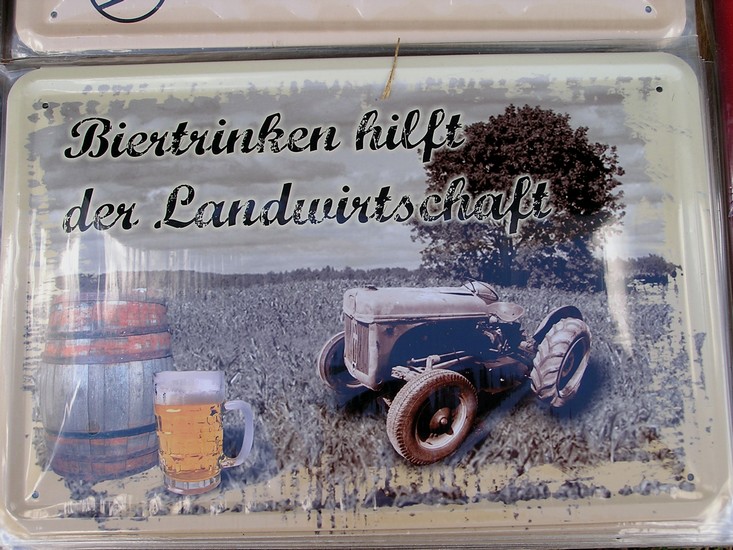 Biertrinken hilft
der Landwirtschaft